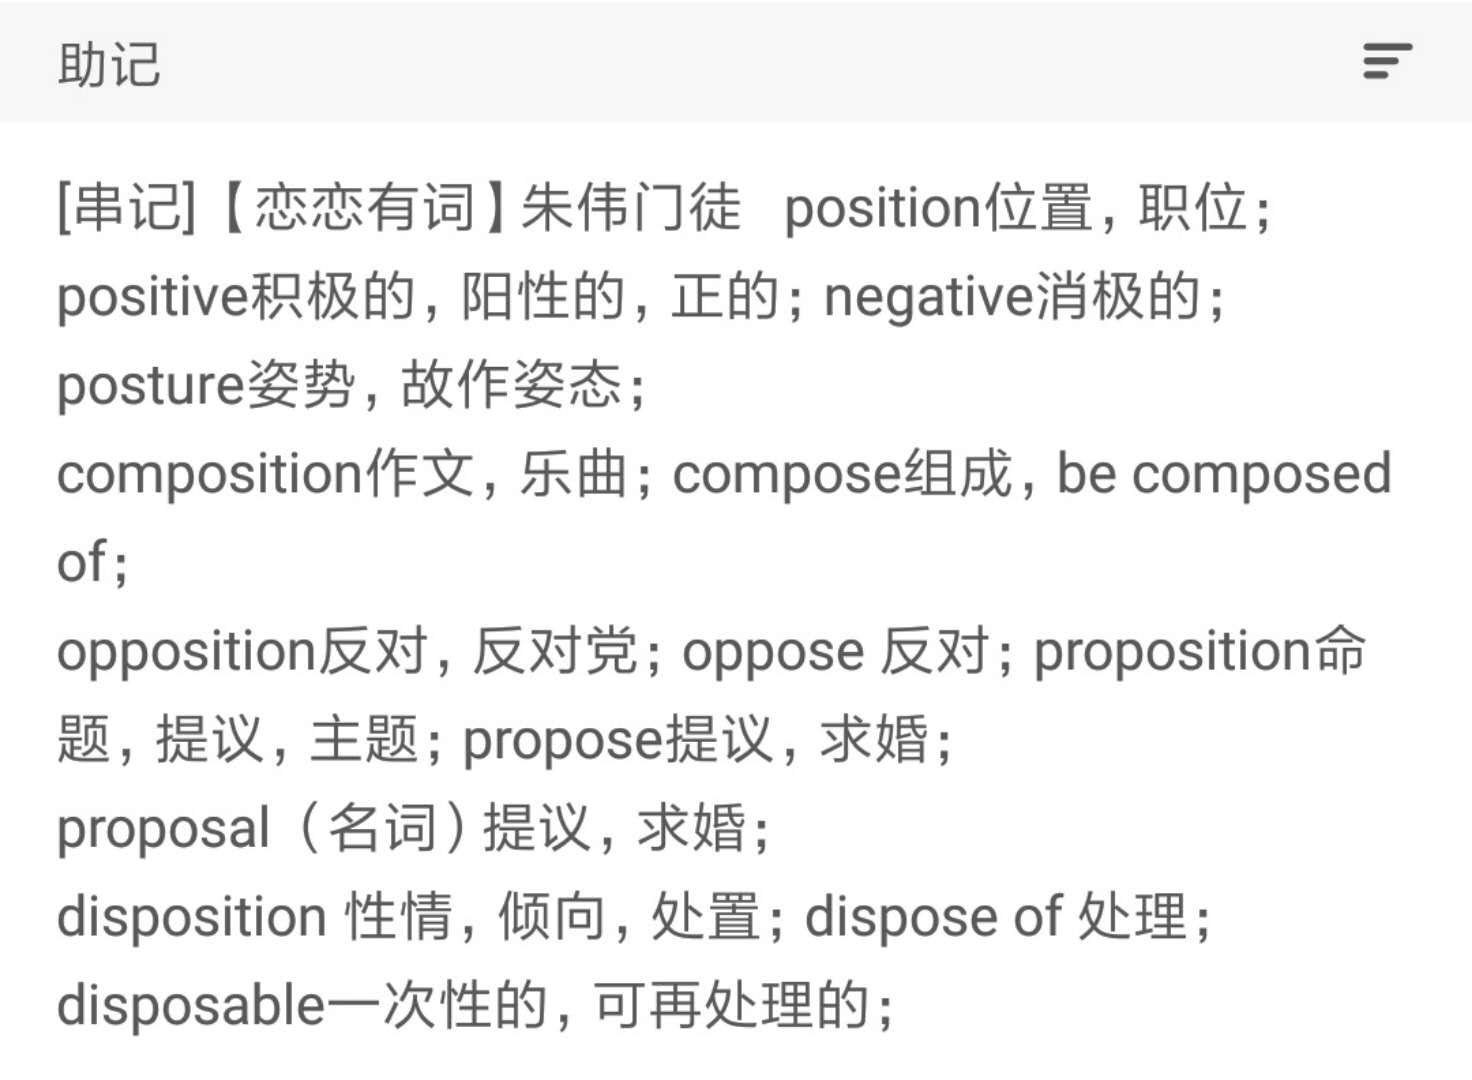 助记
[串记]【恋恋有词】朱伟门徒 position位置，职位；
positive积极的，阳性的，正的；negative消极的；
posture姿势，故作姿态；
composition作文，乐曲；compose组成，be composed
of；
opposition反对，反对党；oppose 反对；proposition命
题，提议，主题；propose提议，求婚；
proposal（名词）提议，求婚；
disposition 性情，倾向，处置；dispose of 处理；
disposable一次性的，可再处理的；